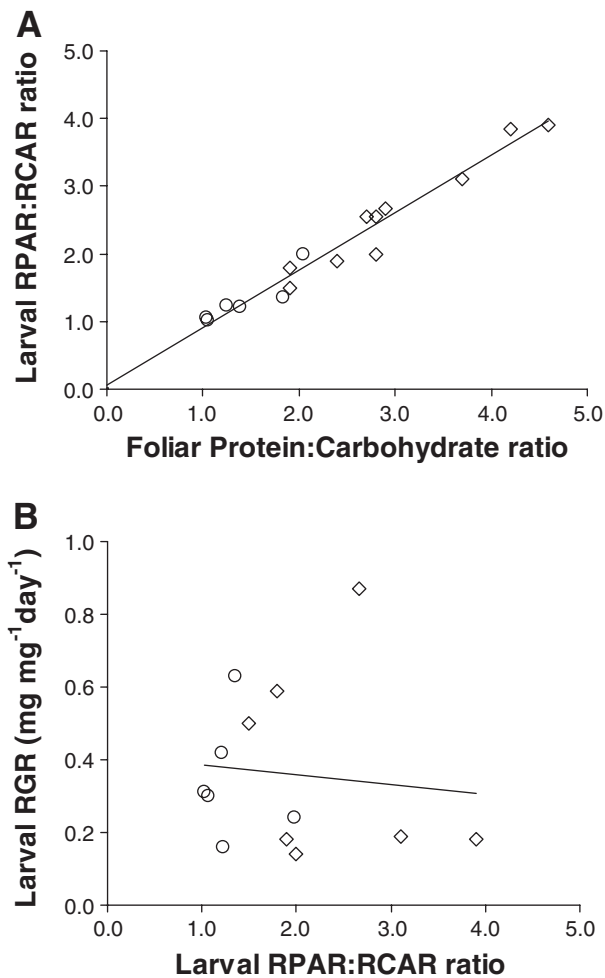 A
Larval RPAR:RCAR ratio
5.0
4.0
3.0
2.0
1.0
0.0
0.0 1.0 2.0 3.0 4.0 5.0
Foliar Protein:Carbohydrate ratio
B
Larval RGR (mg mg⁻¹day⁻¹)
1.0
0.8
0.6
0.4
0.2
0.0
0.0 1.0 2.0 3.0 4.0 5.0
Larval RPAR:RCAR ratio